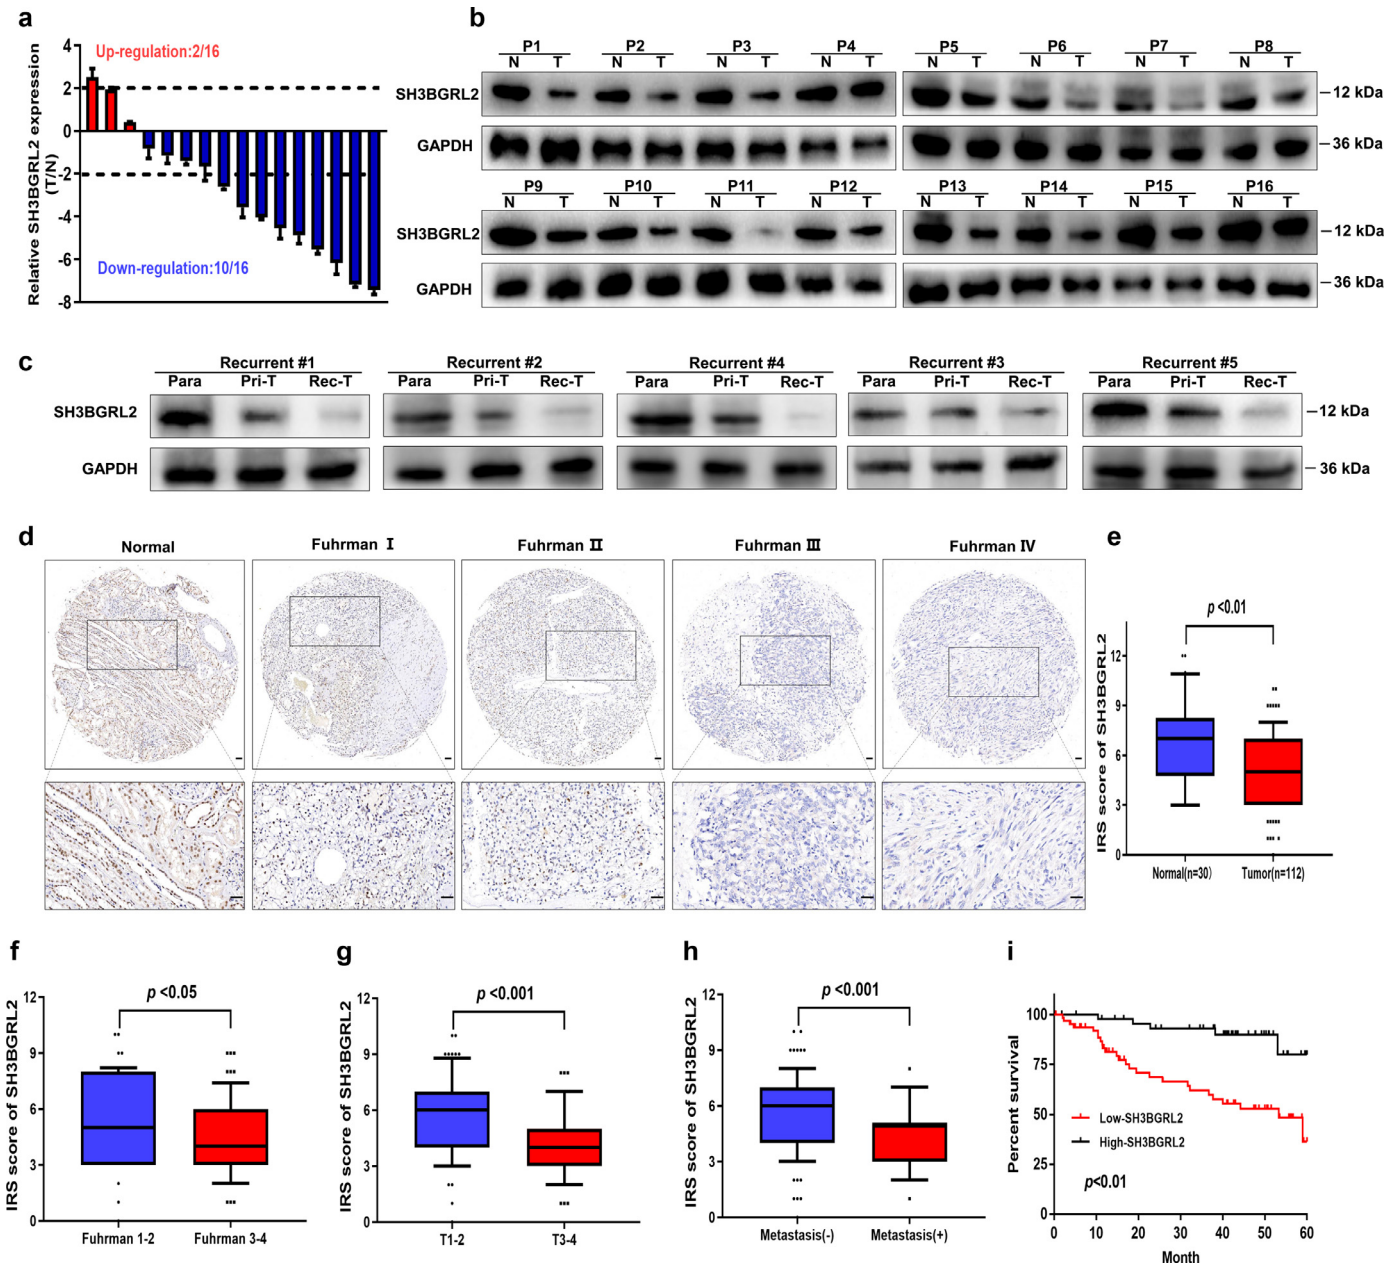 a
Relative SH3BGRL2 expression
(T/N)
4
2
0
-2
-4
-6
-8
Up-regulation:2/16
Down-regulation:10/16
b
P1 P2 P3 P4 P5 P6 P7 P8
N T N T N T N T N T N T N T N T
SH3BGRL2 12 kDa
GAPDH 36 kDa
P9 P10 P11 P12 P13 P14 P15 P16
N T N T N T N T N T N T N T N T
SH3BGRL2 12 kDa
GAPDH 36 kDa
c
Recurrent #1 Recurrent #2 Recurrent #4 Recurrent #3 Recurrent #5
Para Pri-T Rec-T Para Pri-T Rec-T Para Pri-T Rec-T Para Pri-T Rec-T Para Pri-T Rec-T
SH3BGRL2 12 kDa
GAPDH 36 kDa
d
Normal Fuhrman Ⅰ Fuhrman Ⅱ Fuhrman Ⅲ Fuhrman Ⅳ
e
IRS score of SH3BGRL2
p <0.01
12
9
6
3
0
Normal(n=30) Tumor(n=112)
f
IRS score of SH3BGRL2
p <0.05
12
9
6
3
0
Fuhrman 1-2 Fuhrman 3-4
g
IRS score of SH3BGRL2
p <0.001
12
9
6
3
0
T1-2 T3-4
h
IRS score of SH3BGRL2
p <0.001
12
9
6
3
0
Metastasis(-) Metastasis(+)
i
Percent survival
100
75
50
25
0
Low-SH3BGRL2
High-SH3BGRL2
p<0.01
0 10 20 30 40 50 60
Month